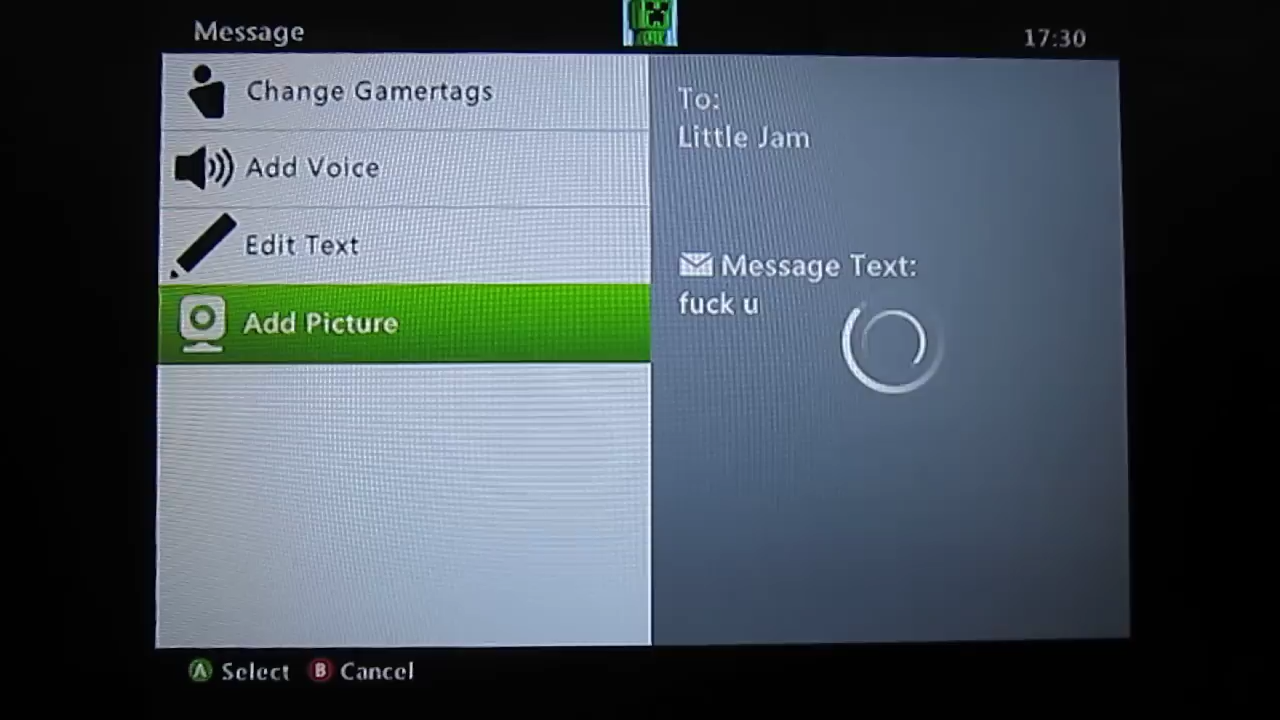 Message
17:30
Change Gamertags
Add Voice
Edit Text
Add Picture
To:
Little Jam
Message Text:
fuck u
A Select B Cancel